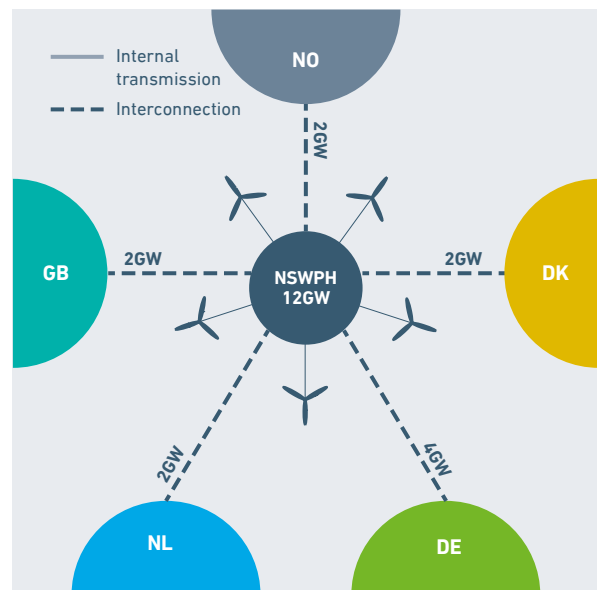 NO
Internal
transmission
Interconnection
2GW
2GW
2GW
GB
NSWPH
12GW
DK
2GW
4GW
NL
DE